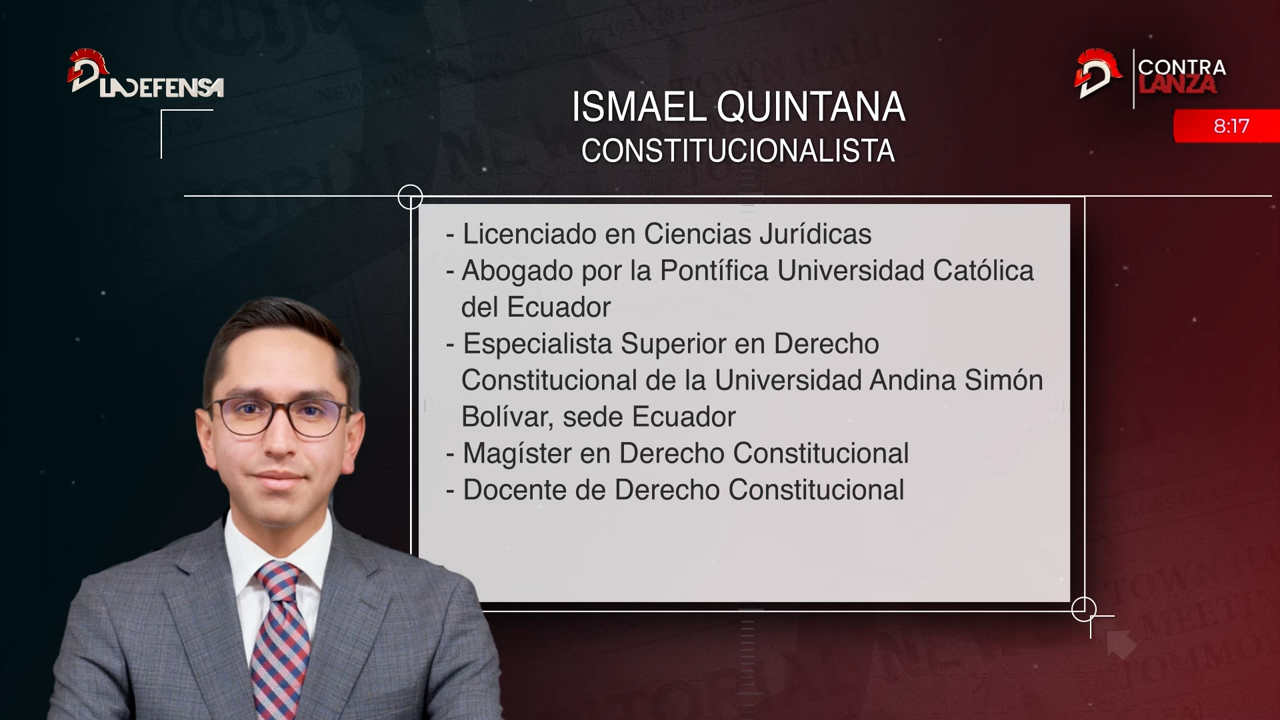 LADEFENSA
CONTRA
LANZA
8:17
ISMAEL QUINTANA
CONSTITUCIONALISTA
- Licenciado en Ciencias Jurídicas
- Abogado por la Pontífica Universidad Católica
del Ecuador
- Especialista Superior en Derecho
Constitucional de la Universidad Andina Simón
Bolívar, sede Ecuador
- Magíster en Derecho Constitucional
- Docente de Derecho Constitucional